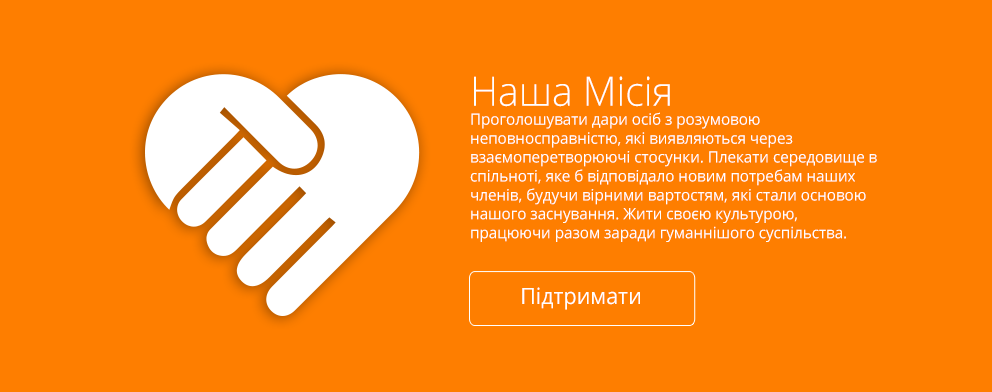 Наша Місія
Проголошувати дари осіб з розумовою
неповносправністю, які виявляються через
взаємоперетворюючі стосунки. Плекати середовище в
спільноті, яке б відповідало новим потребам наших
членів, будучи вірними вартостям, які стали основою
нашого заснування. Жити своєю культурою,
працюючи разом заради гуманнішого суспільства.
Підтримати